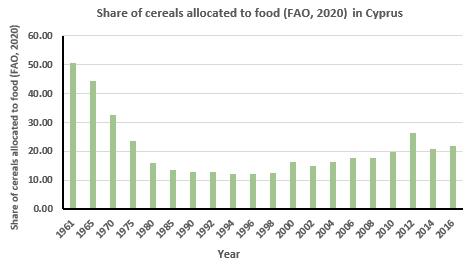 Share of cereals allocated to food (FAO, 2020) in Cyprus
Share of cereals allocated to food (FAO, 2020)
60.00
50.00
40.00
30.00
20.00
10.00
0.00
1961 1965 1970 1975 1980 1985 1990 1992 1994 1996 1998 2000 2002 2004 2006 2008 2010 2012 2014 2016
Year